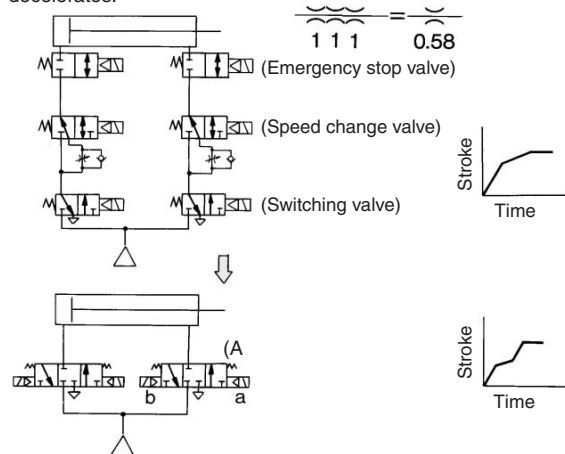 decelerates.
1 1 1 = 0.58
(Emergency stop valve)
(Speed change valve)
(Switching valve)
Stroke
Time
(A
b
a
Stroke
Time